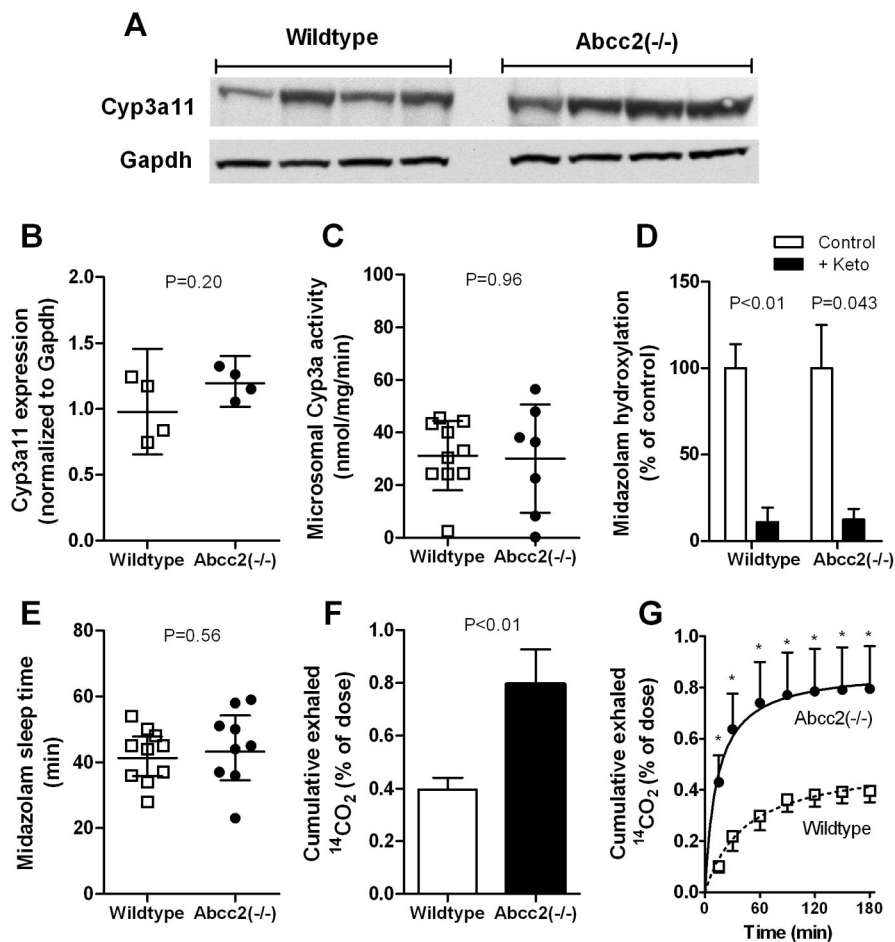 A
Wildtype
Abcc2(-/-)
Cyp3a11
Gapdh
B
Cyp3a11 expression
(normalized to Gapdh)
2.0
1.5
1.0
0.5
0.0
P=0.20
Wildtype
Abcc2(-/-)
C
Microsomal Cyp3a activity
(nmol/mg/min)
100
80
60
40
20
0
P=0.96
Wildtype
Abcc2(-/-)
D
Control
+ Keto
Midazolam hydroxylation
(% of control)
150
100
50
0
P<0.01
P=0.043
Wildtype
Abcc2(-/-)
E
Midazolam sleep time
(min)
80
60
40
20
0
P=0.56
Wildtype
Abcc2(-/-)
F
Cumulative exhaled
¹⁴CO₂ (% of dose)
1.0
0.8
0.6
0.4
0.2
0.0
P<0.01
Wildtype
Abcc2(-/-)
G
Cumulative exhaled
¹⁴CO₂ (% of dose)
1.0
0.8
0.6
0.4
0.2
0.0
* * * * * * *
Abcc2(-/-)
Wildtype
0 60 120 180
Time (min)